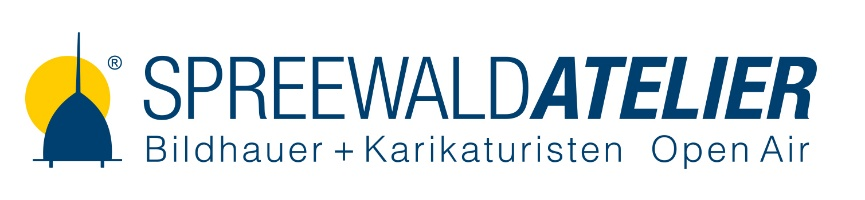 ® SPREEWALDATELIER
Bildhauer + Karikaturisten Open Air